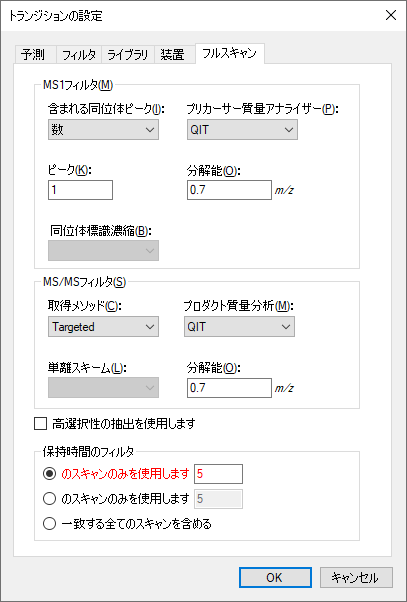 トランジションの設定
予測 フィルタ ライブラリ 装置 フルスキャン
MS1フィルタ(M)
含まれる同位体ピーク(I): プリカーサー質量アナライザー(P):
数 QIT
ピーク(K): 分解能(O):
1 0.7 m/z
同位体標識濃縮(B):
MS/MSフィルタ(S)
取得メソッド(C): プロダクト質量分析(M):
Targeted QIT
単離スキーム(L): 分解能(O):
0.7 m/z
高選択性の抽出を使用します
保持時間のフィルタ
のスキャンのみを使用します 5
のスキャンのみを使用します 5
一致する全てのスキャンを含める
OK キャンセル